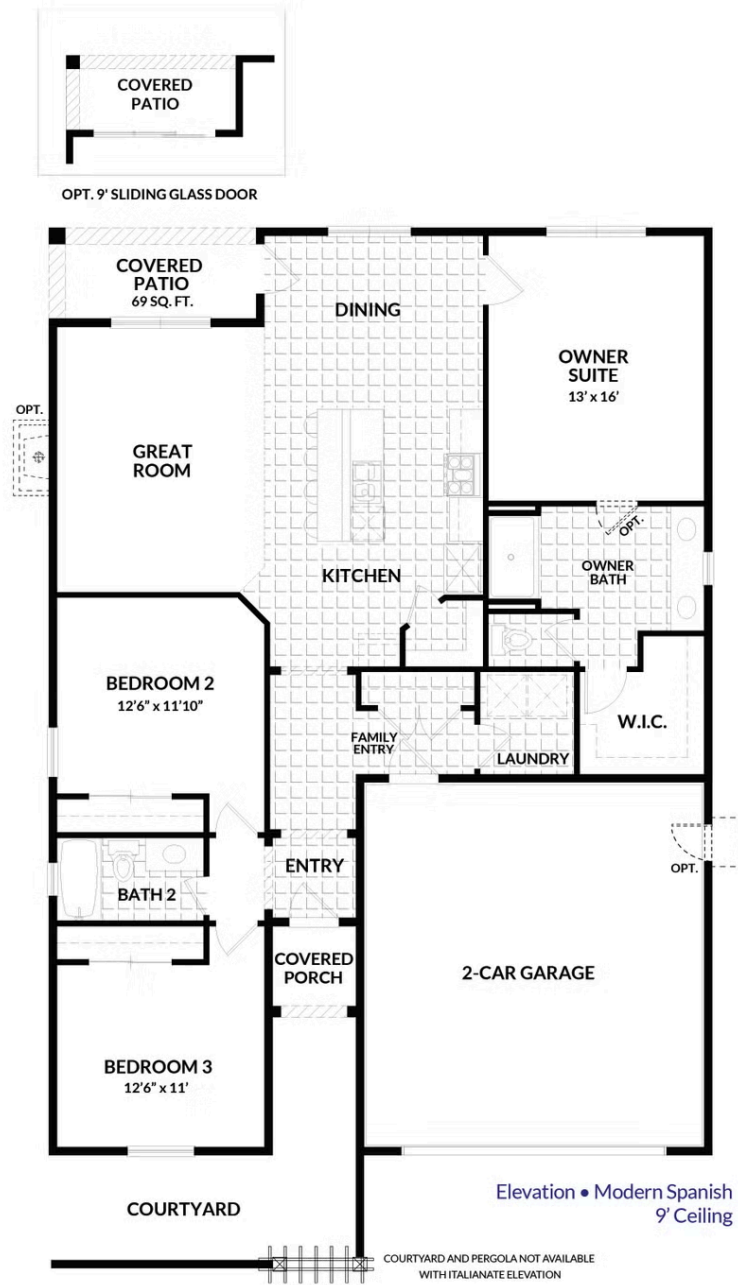 COVERED
PATIO
OPT. 9' SLIDING GLASS DOOR
COVERED
PATIO
69 SQ. FT.
DINING
OWNER
SUITE
13' x 16'
OPT.
GREAT
ROOM
OPT.
OWNER
BATH
KITCHEN
BEDROOM 2
12'6” x 11'10”
W.I.C.
FAMILY
ENTRY
LAUNDRY
ENTRY
OPT.
BATH 2
COVERED
PORCH
2-CAR GARAGE
BEDROOM 3
12'6” x 11'
Elevation • Modern Spanish
9' Ceiling
COURTYARD
COURTYARD AND PERGOLA NOT AVAILABLE
WITH ITALIANATE ELEVATION